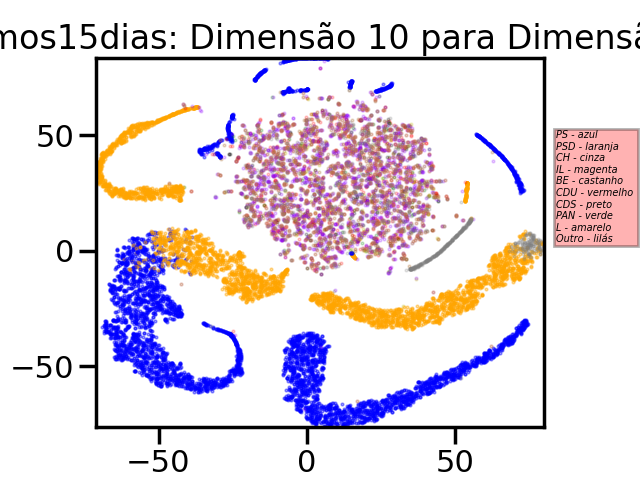 mos15dias: Dimensão 10 para Dimensã
50
0
−50
−50
0
50
PS - azul
PSD - laranja
CH - cinza
IL - magenta
BE - castanho
CDU - vermelho
CDS - preto
PAN - verde
L - amarelo
Outro - lilás